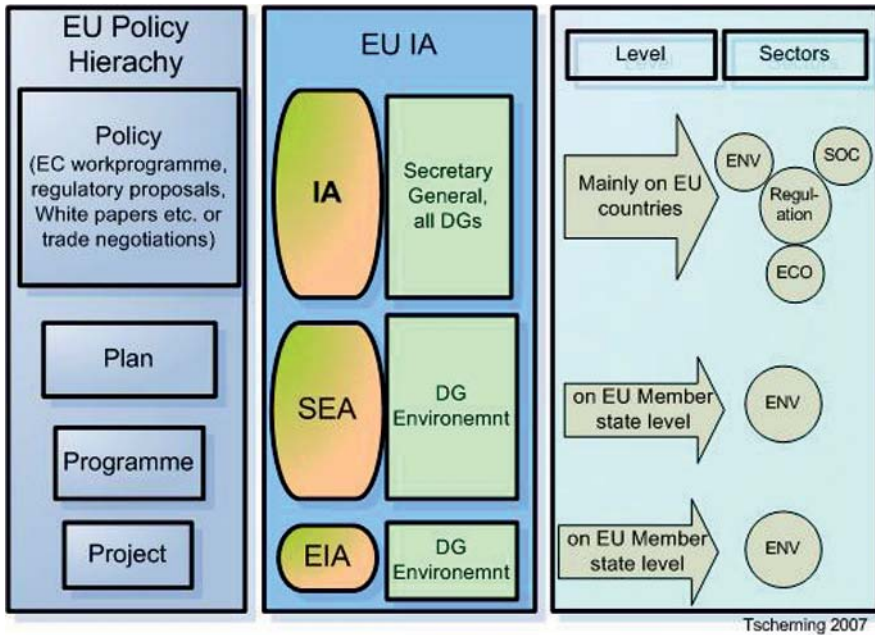 EU Policy
Hierachy
Policy
(EC workprogramme,
regulatory proposals,
White papers etc. or
trade negotiations)
Plan
Programme
Project
EU IA
IA
Secretary
General,
all DGs
SEA
DG
Environemnt
EIA
DG
Environemnt
Level
Sectors
Mainly on EU
countries
ENV
SOC
Regul-
ation
ECO
on EU Member
state level
ENV
on EU Member
state level
ENV
Tscherning 2007